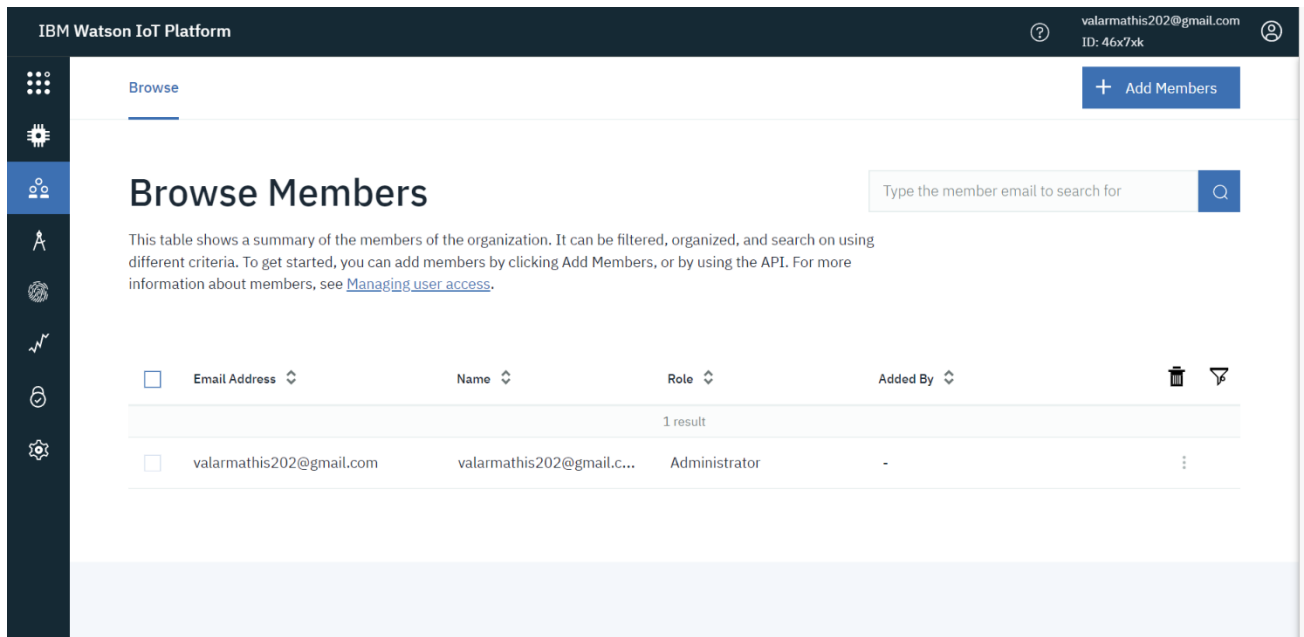 IBM Watson IoT Platform
valarmathis202@gmail.com
ID: 46x7xk
Browse
+ Add Members
Browse Members
Type the member email to search for
This table shows a summary of the members of the organization. It can be filtered, organized, and search on using
different criteria. To get started, you can add members by clicking Add Members, or by using the API. For more
information about members, see Managing user access.
Email Address Name Role Added By
1 result
valarmathis202@gmail.com valarmathis202@gmail.c... Administrator -